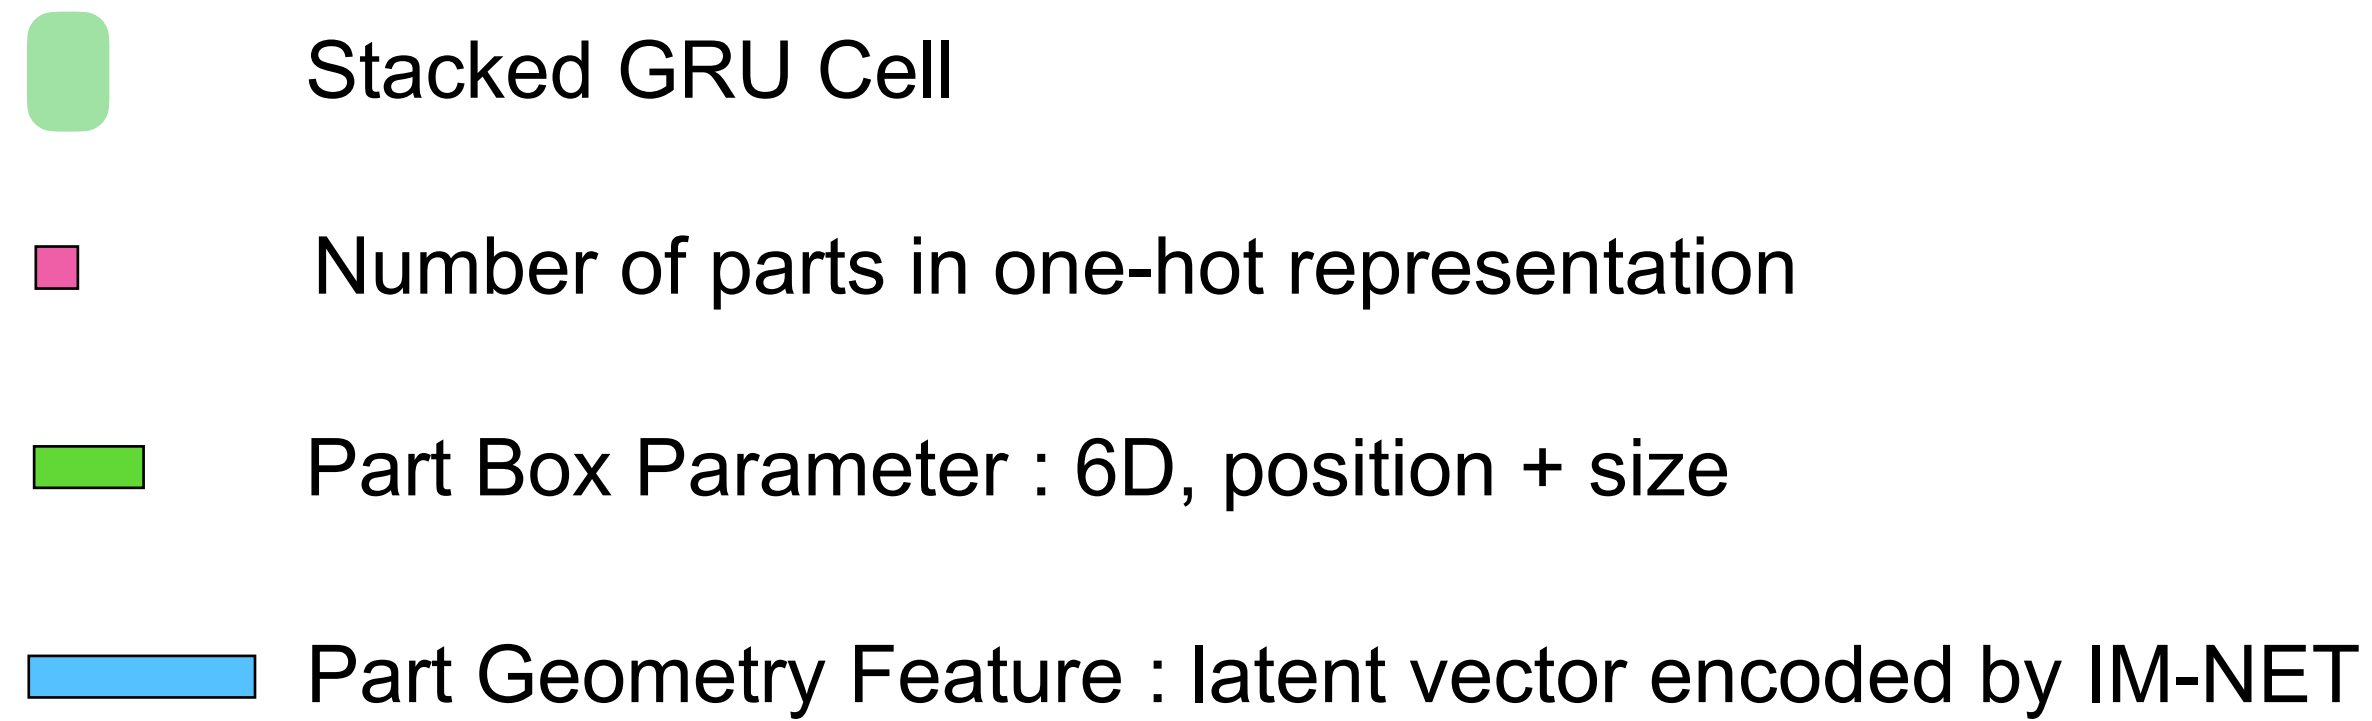 Stacked GRU Cell
Number of parts in one-hot representation
Part Box Parameter : 6D, position + size
Part Geometry Feature : latent vector encoded by IM-NET